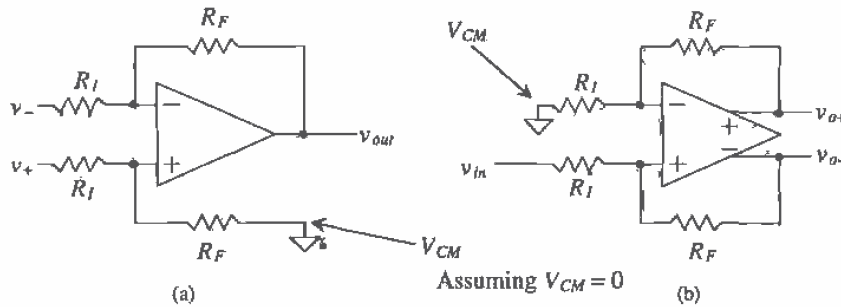 R_F
R_I
v_−
−
v_+
+
R_I
v_out
R_F
V_CM
(a)
V_CM
R_F
R_I
−
v_o+
+
−
v_in
+
v_o-
R_I
R_F
Assuming V_CM = 0
(b)